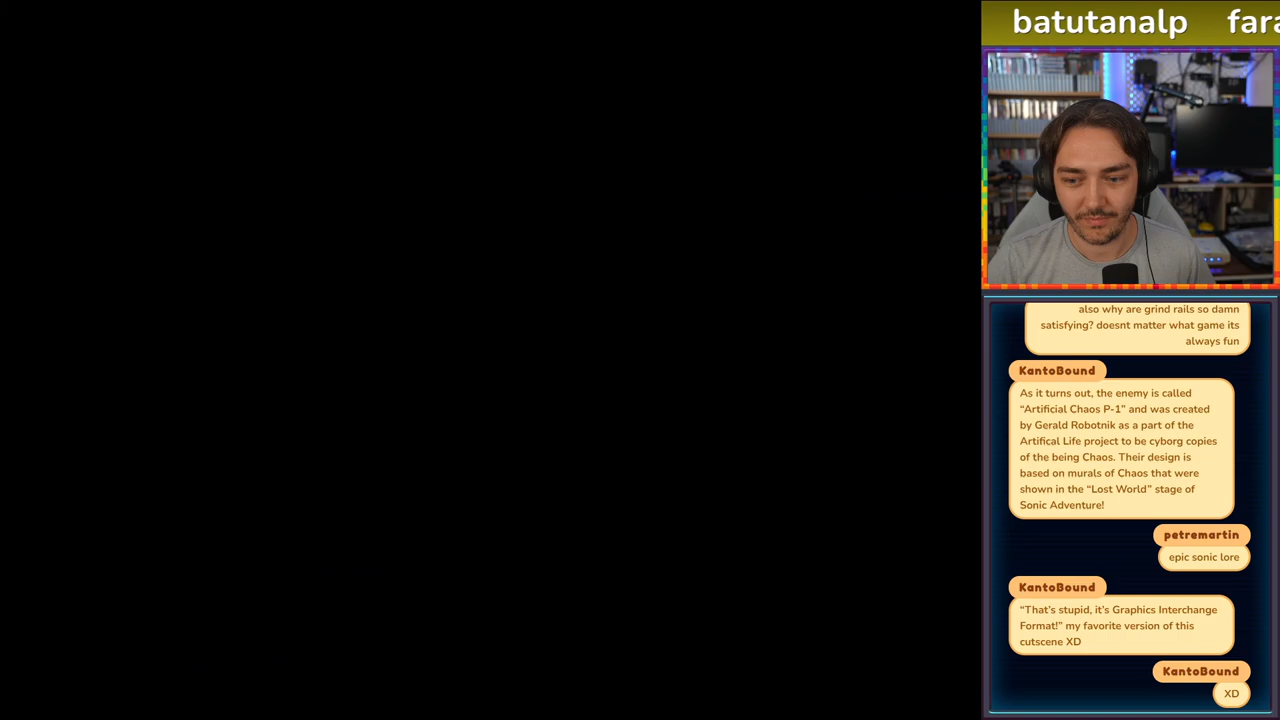 batutanalp
also why are grind rails so damn
satisfying? doesnt matter what game its
always fun
KantoBound
As it turns out, the enemy is called
“Artificial Chaos P-1” and was created
by Gerald Robotnik as a part of the
Artifical Life project to be cyborg copies
of the being Chaos. Their design is
based on murals of Chaos that were
shown in the “Lost World” stage of
Sonic Adventure!
petremartin
epic sonic lore
KantoBound
“That’s stupid, it’s Graphics Interchange
Format!” my favorite version of this
cutscene XD
KantoBound
XD